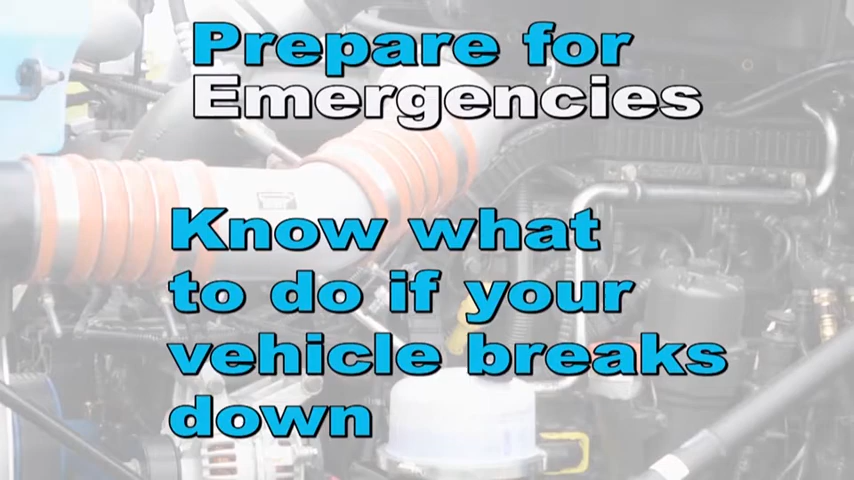 Prepare for
Emergencies
Know what
to do if your
vehicle breaks
down